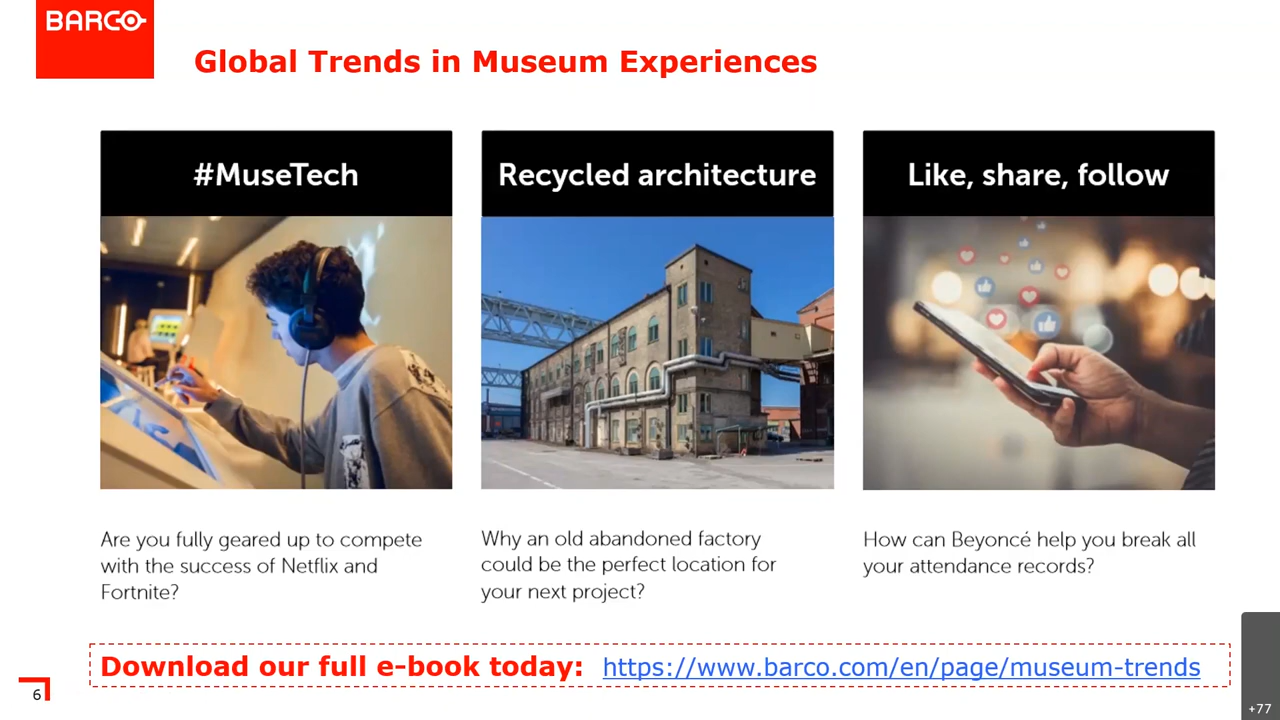 BARCO
Global Trends in Museum Experiences
#MuseTech
Recycled architecture
Like, share, follow
Are you fully geared up to compete
with the success of Netflix and
Fortnite?
Why an old abandoned factory
could be the perfect location for
your next project?
How can Beyoncé help you break all
your attendance records?
Download our full e-book today: https://www.barco.com/en/page/museum-trends
6
+77